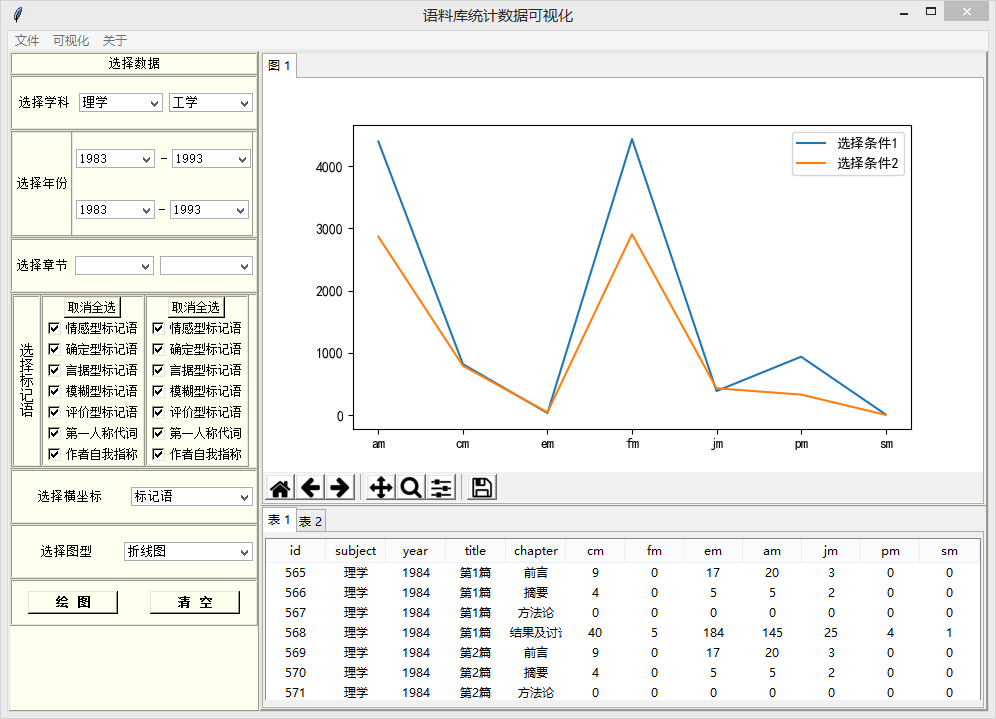 语料库统计数据可视化
文件 可视化 关于
选择数据
选择学科 理学 工学
选择年份
1983 - 1993
1983 - 1993
选择章节
选择标记语
取消全选 取消全选
情感型标记语 情感型标记语
确定型标记语 确定型标记语
言据型标记语 言据型标记语
模糊型标记语 模糊型标记语
评价型标记语 评价型标记语
第一人称代词 第一人称代词
作者自我指称 作者自我指称
选择横坐标 标记语
选择图型 折线图
绘 图 清 空
图 1
选择条件1
选择条件2
4000
3000
2000
1000
0
am cm em fm jm pm sm
表 1 表 2
id subject year title chapter cm fm em am jm pm sm
565 理学 1984 第1篇 前言 9 0 17 20 3 0 0
566 理学 1984 第1篇 摘要 4 0 5 5 2 0 0
567 理学 1984 第1篇 方法论 0 0 0 0 0 0 0
568 理学 1984 第1篇 结果及讨 40 5 184 145 25 4 1
569 理学 1984 第2篇 前言 9 0 17 20 3 0 0
570 理学 1984 第2篇 摘要 4 0 5 5 2 0 0
571 理学 1984 第2篇 方法论 0 0 0 0 0 0 0